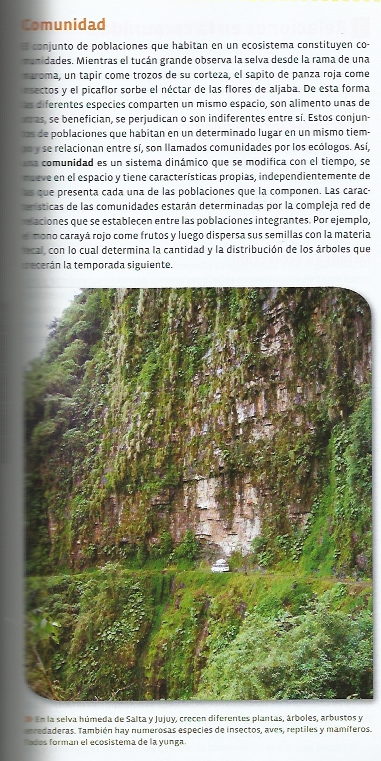 Comunidad
El conjunto de poblaciones que habitan en un ecosistema constituyen co-
munidades. Mientras el tucán grande observa la selva desde la rama de una
maroma, un tapir come trozos de su corteza, el sapito de panza roja come
insectos y el picaflor sorbe el néctar de las flores de aljaba. De esta forma
las diferentes especies comparten un mismo espacio, son alimento unas de
otras, se benefician, se perjudican o son indiferentes entre sí. Estos conjun-
tos de poblaciones que habitan en un determinado lugar en un mismo tiem-
po y se relacionan entre sí, son llamados comunidades por los ecólogos. Así,
una comunidad es un sistema dinámico que se modifica con el tiempo, se
mueve en el espacio y tiene características propias, independientemente de
las que presenta cada una de las poblaciones que la componen. Las carac-
terísticas de las comunidades estarán determinadas por la compleja red de
relaciones que se establecen entre las poblaciones integrantes. Por ejemplo,
el mono carayá rojo come frutos y luego dispersa sus semillas con la materia
fecal, con lo cual determina la cantidad y la distribución de los árboles que
crecerán la temporada siguiente.
En la selva húmeda de Salta y Jujuy, crecen diferentes plantas, árboles, arbustos y
enredaderas. También hay numerosas especies de insectos, aves, reptiles y mamíferos.
Todos forman el ecosistema de la yunga.